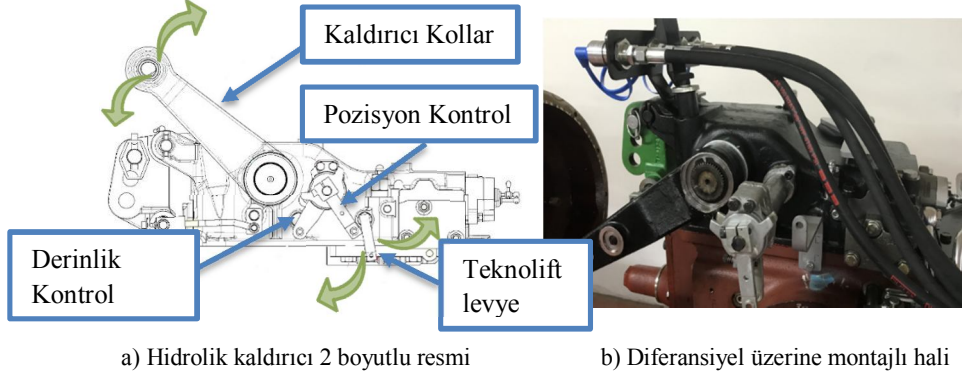 Kaldırıcı Kollar
Pozisyon Kontrol
Derinlik
Kontrol
Teknolift
levye
a) Hidrolik kaldırıcı 2 boyutlu resmi
b) Diferansiyel üzerine montajlı hali